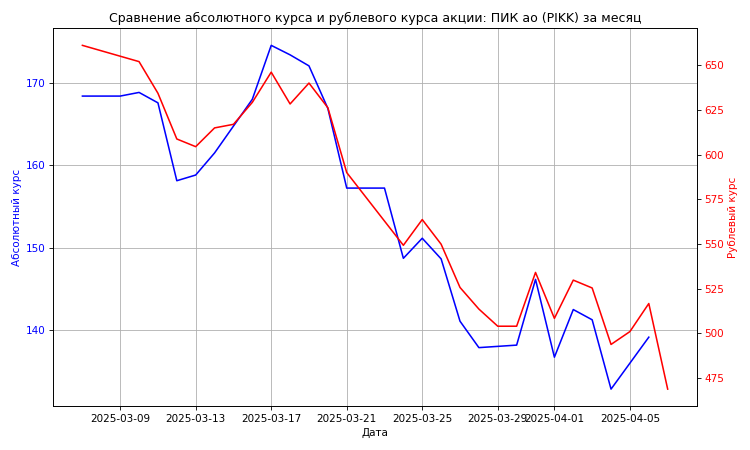 Сравнение абсолютного курса и рублевого курса акции: ПИК ао (PIKK) за месяц
170
160
150
140
Абсолютный курс
650
625
600
575
550
525
500
475
Рублевый курс
2025-03-09 2025-03-13 2025-03-17 2025-03-21 2025-03-25 2025-03-29 2025-04-01 2025-04-05
Дата